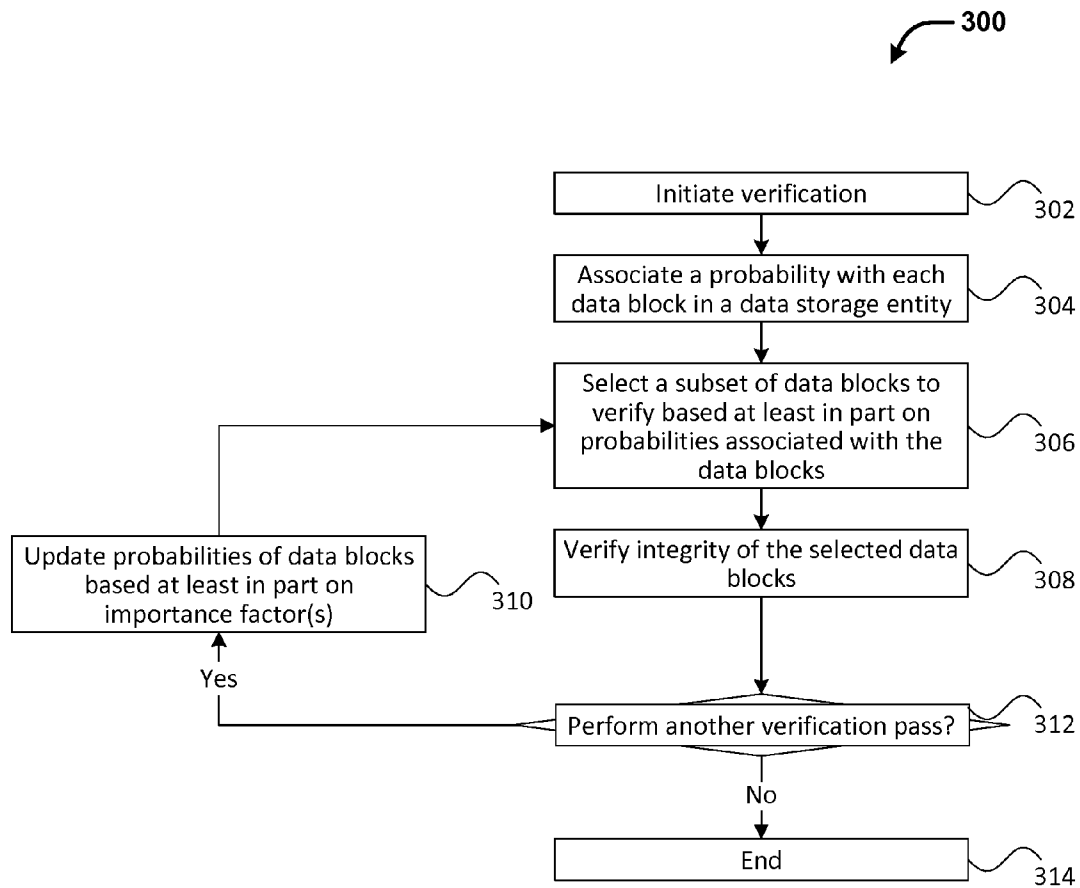 300
Initiate verification
302
Associate a probability with each
data block in a data storage entity
304
Select a subset of data blocks to
verify based at least in part on
probabilities associated with the
data blocks
306
Verify integrity of the selected data
blocks
308
Update probabilities of data blocks
based at least in part on
importance factor(s)
310
Yes
Perform another verification pass?
312
No
End
314